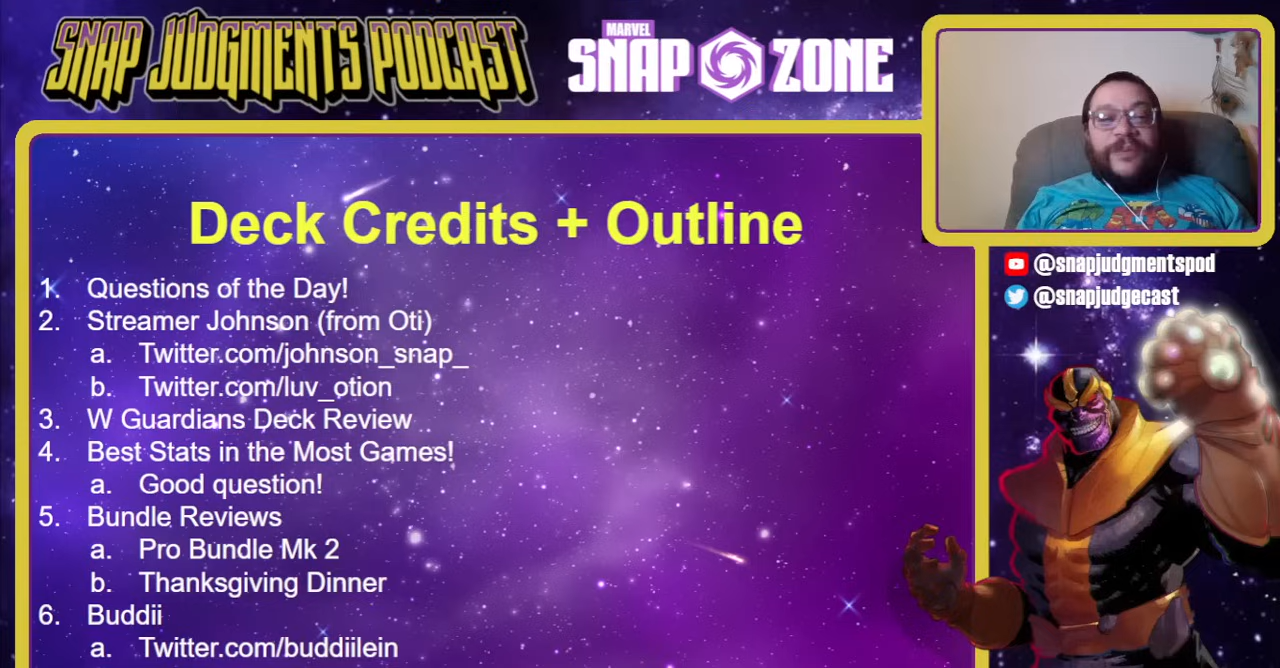 SNAP JUDGMENTS PODCAST
MARVEL
SNAP ZONE
Deck Credits + Outline
1. Questions of the Day!
2. Streamer Johnson (from Oti)
a. Twitter.com/johnson_snap_
b. Twitter.com/luv_otion
3. W Guardians Deck Review
4. Best Stats in the Most Games!
a. Good question!
5. Bundle Reviews
a. Pro Bundle Mk 2
b. Thanksgiving Dinner
6. Buddii
a. Twitter.com/buddiilein
@snapjudgmentspod
@snapjudgecast